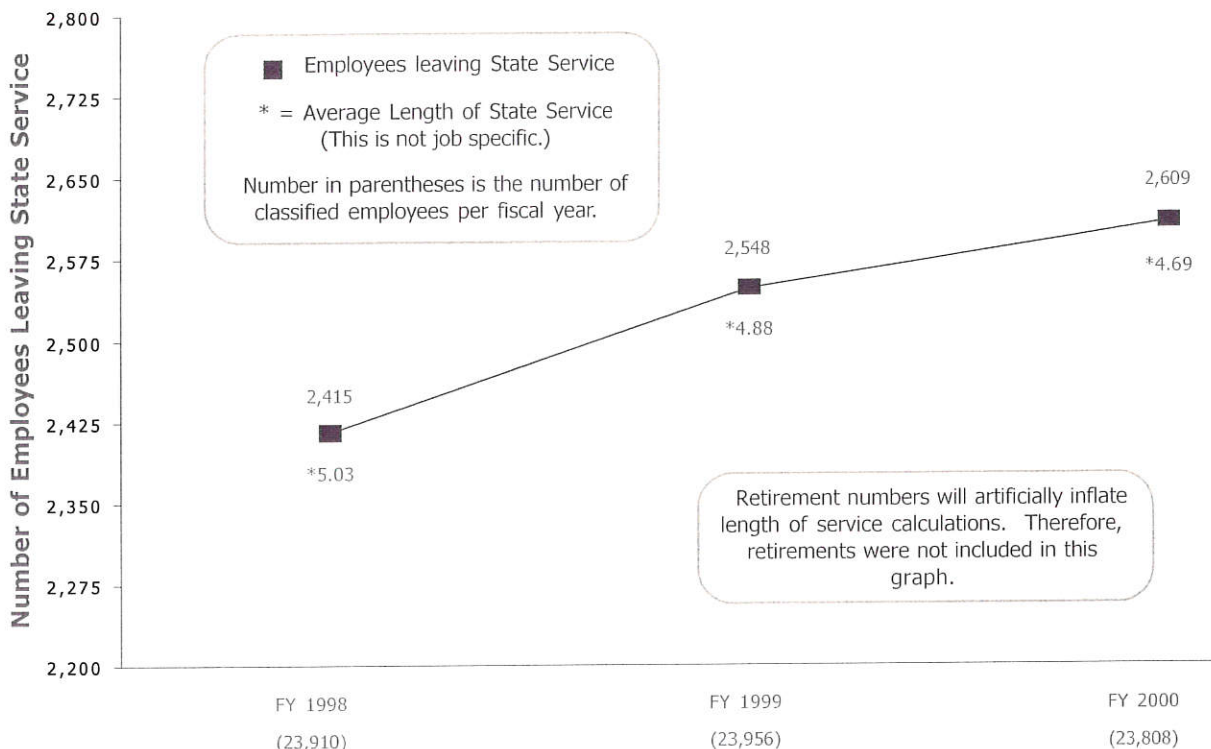 Number of Employees Leaving State Service
2,800
2,725
2,650
2,575
2,500
2,425
2,350
2,275
2,200
Employees leaving State Service
* = Average Length of State Service
(This is not job specific.)
Number in parentheses is the number of
classified employees per fiscal year.
2,415
*5.03
2,548
*4.88
2,609
*4.69
Retirement numbers will artificially inflate
length of service calculations. Therefore,
retirements were not included in this
graph.
FY 1998
(23,910)
FY 1999
(23,956)
FY 2000
(23,808)